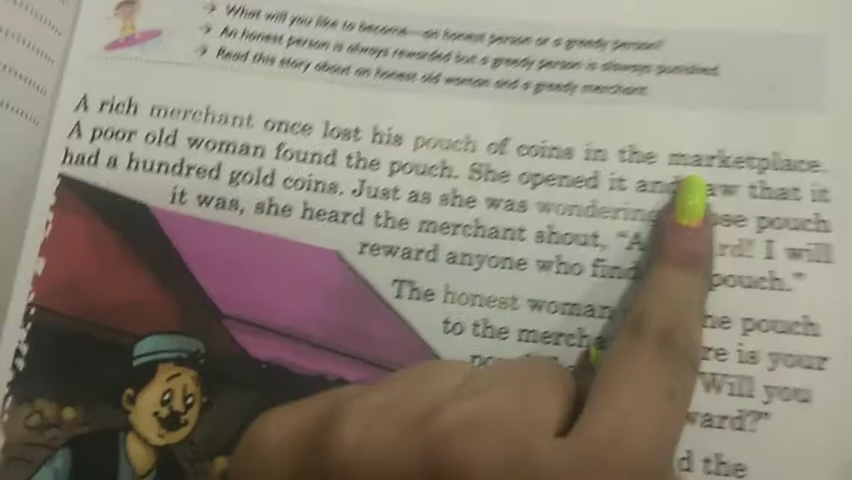 → What will you like to become—an honest person or a greedy person?
→ An honest person is always rewarded but a greedy person is always punished.
→ Read this story about an honest old woman and a greedy merchant.
A rich merchant once lost his pouch of coins in the marketplace.
A poor old woman found the pouch. She opened it and saw that it
had a hundred gold coins. Just as she was wondering pouch
it was, she heard the merchant shout, "A I will
reward anyone who pouch."
The honest woman pouch
to the is your
Will you
d the